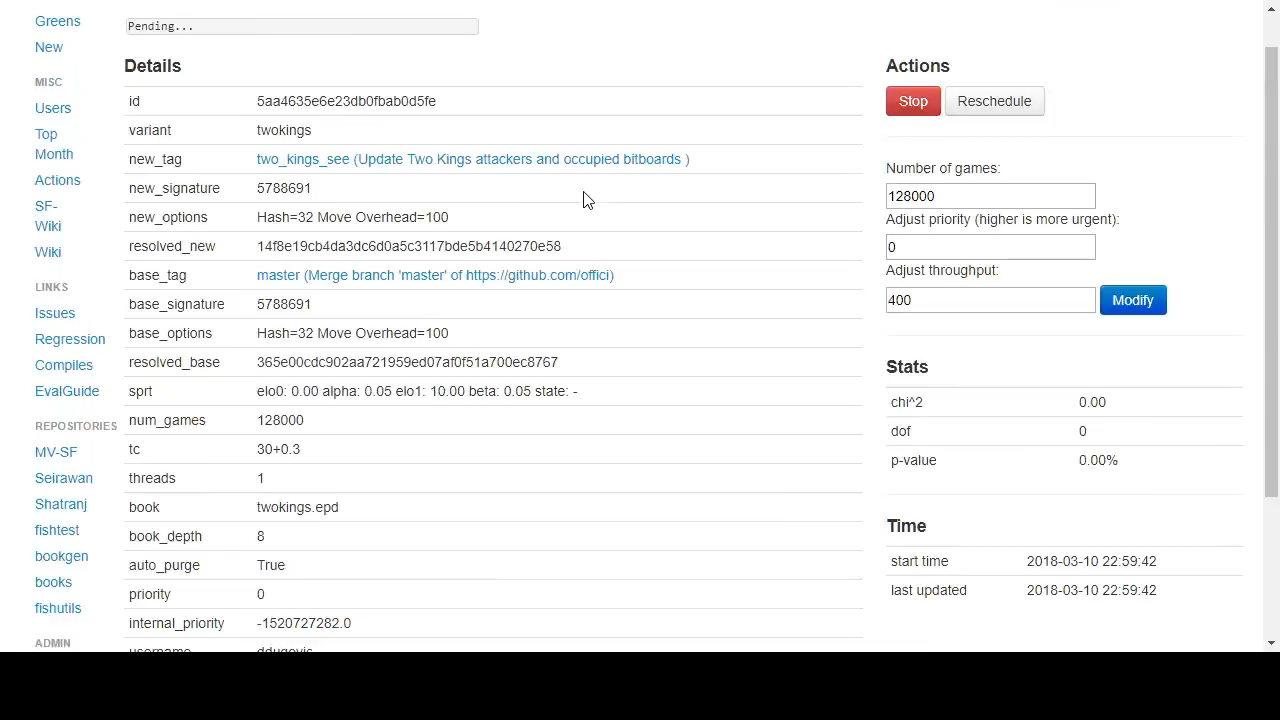 Greens
New
MISC
Users
Top
Month
Actions
SF-
Wiki
Wiki
LINKS
Issues
Regression
Compiles
EvalGuide
REPOSITORIES
MV-SF
Seirawan
Shatranj
fishtest
bookgen
books
fishutils
ADMIN
Pending...
Details
id 5aa4635e6e23db0fbab0d5fe
variant twokings
new_tag two_kings_see (Update Two Kings attackers and occupied bitboards )
new_signature 5788691
new_options Hash=32 Move Overhead=100
resolved_new 14f8e19cb4da3dc6d0a5c3117bde5b4140270e58
base_tag master (Merge branch 'master' of https://github.com/offici)
base_signature 5788691
base_options Hash=32 Move Overhead=100
resolved_base 365e00cdc902aa721959ed07af0f51a700ec8767
sprt elo0: 0.00 alpha: 0.05 elo1: 10.00 beta: 0.05 state: -
num_games 128000
tc 30+0.3
threads 1
book twokings.epd
book_depth 8
auto_purge True
priority 0
internal_priority -1520727282.0
username ddugovic
Actions
Stop Reschedule
Number of games:
128000
Adjust priority (higher is more urgent):
0
Adjust throughput:
400 Modify
Stats
chi^2 0.00
dof 0
p-value 0.00%
Time
start time 2018-03-10 22:59:42
last updated 2018-03-10 22:59:42